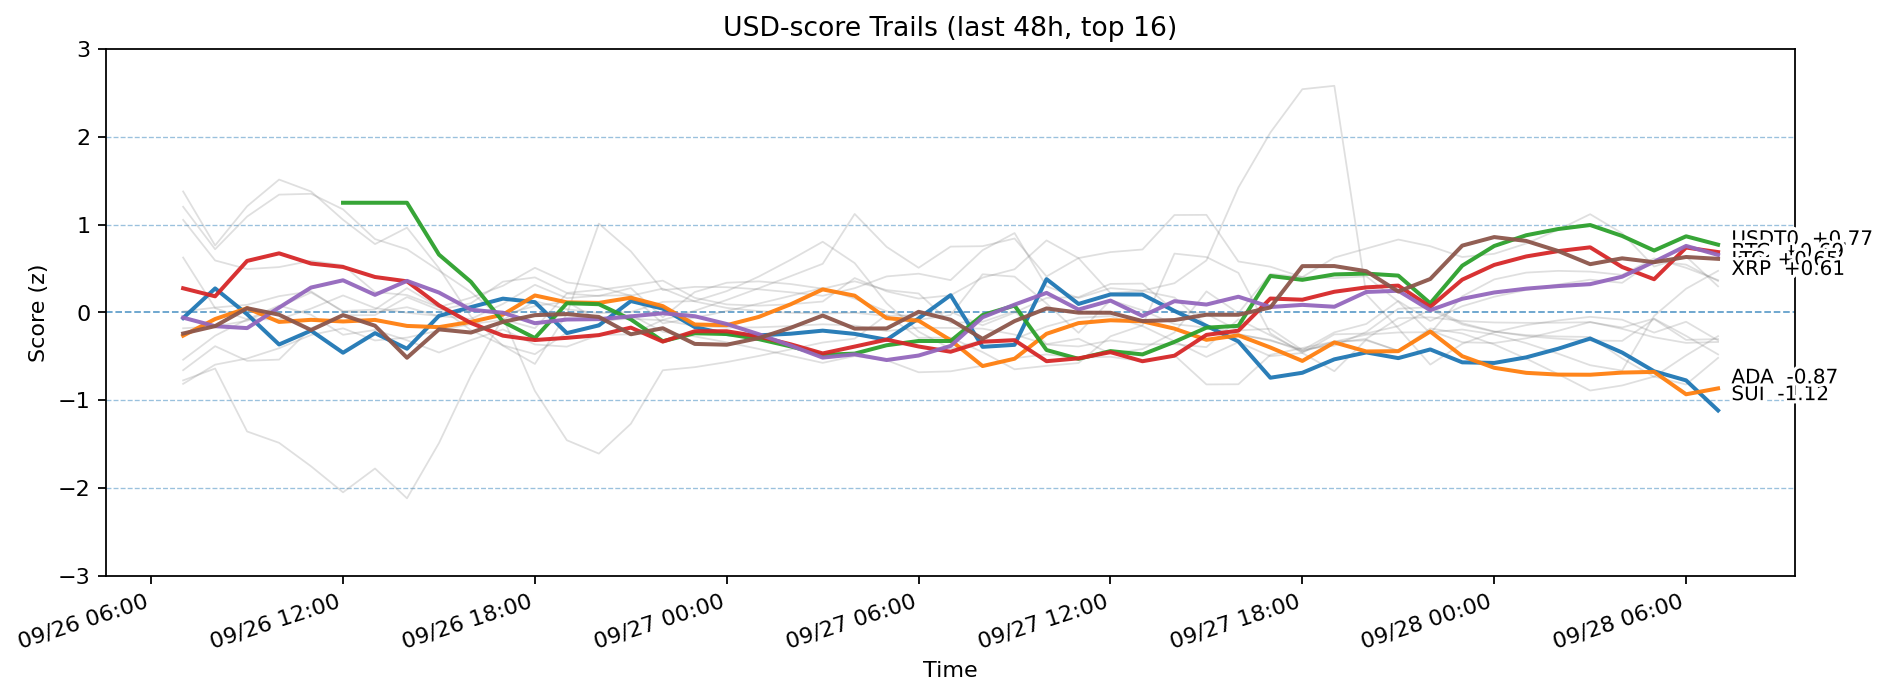 USD-score Trails (last 48h, top 16)
Score (z)
3
2
1
0
−1
−2
−3
USDT0 +0.77
XRP +0.61
ADA -0.87
SUI -1.12
09/26 06:00
09/26 12:00
09/26 18:00
09/27 00:00
09/27 06:00
09/27 12:00
09/27 18:00
09/28 00:00
09/28 06:00
Time